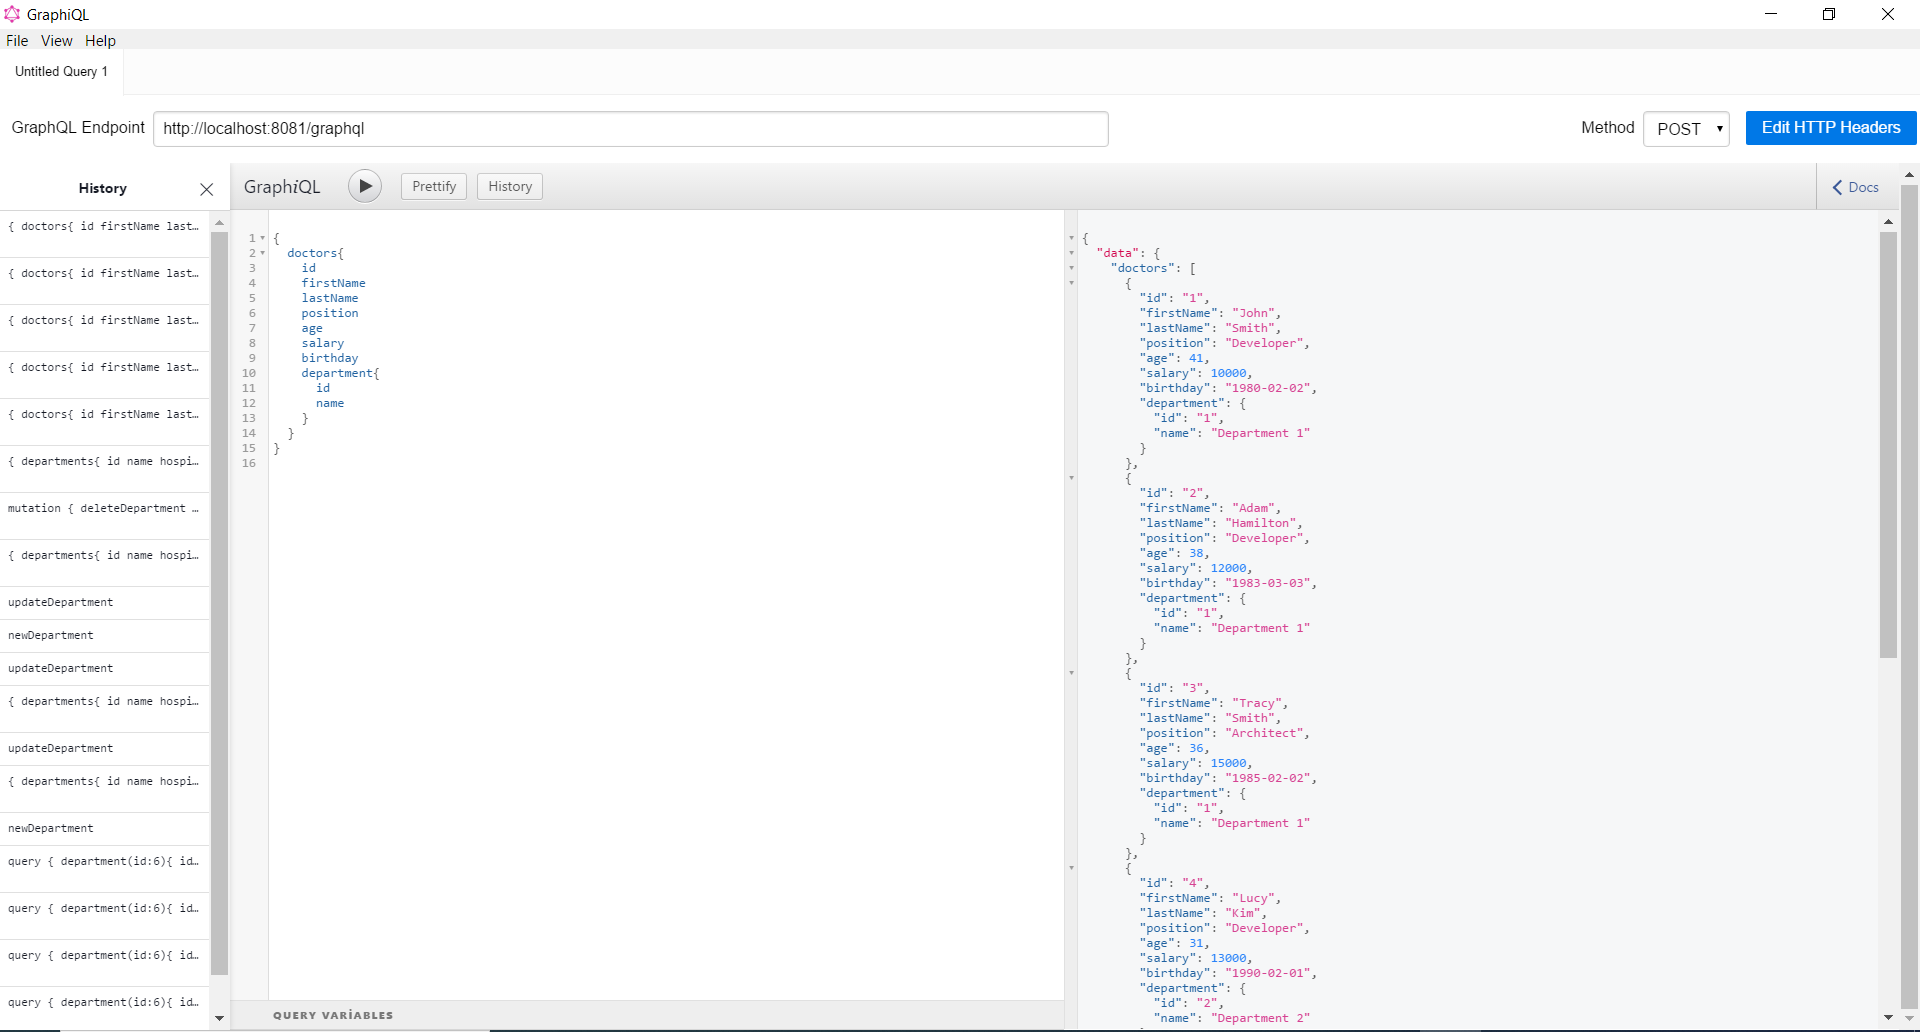 GraphiQL
File View Help
Untitled Query 1
GraphQL Endpoint http://localhost:8081/graphql Method POST Edit HTTP Headers
History
{ doctors{ id firstName last…
{ doctors{ id firstName last…
{ doctors{ id firstName last…
{ doctors{ id firstName last…
{ doctors{ id firstName last…
{ departments{ id name hospi…
mutation { deleteDepartment …
{ departments{ id name hospi…
updateDepartment
newDepartment
updateDepartment
{ departments{ id name hospi…
updateDepartment
{ departments{ id name hospi…
newDepartment
query { department(id:6){ id…
query { department(id:6){ id…
query { department(id:6){ id…
query { department(id:6){ id…
GraphiQL Prettify History Docs
1 {
2 doctors{
3 id
4 firstName
5 lastName
6 position
7 age
8 salary
9 birthday
10 department{
11 id
12 name
13 }
14 }
15 }
16
QUERY VARİABLES
{
"data": {
"doctors": [
{
"id": "1",
"firstName": "John",
"lastName": "Smith",
"position": "Developer",
"age": 41,
"salary": 10000,
"birthday": "1980-02-02",
"department": {
"id": "1",
"name": "Department 1"
}
},
{
"id": "2",
"firstName": "Adam",
"lastName": "Hamilton",
"position": "Developer",
"age": 38,
"salary": 12000,
"birthday": "1983-03-03",
"department": {
"id": "1",
"name": "Department 1"
}
},
{
"id": "3",
"firstName": "Tracy",
"lastName": "Smith",
"position": "Architect",
"age": 36,
"salary": 15000,
"birthday": "1985-02-02",
"department": {
"id": "1",
"name": "Department 1"
}
},
{
"id": "4",
"firstName": "Lucy",
"lastName": "Kim",
"position": "Developer",
"age": 31,
"salary": 13000,
"birthday": "1990-02-01",
"department": {
"id": "2",
"name": "Department 2"